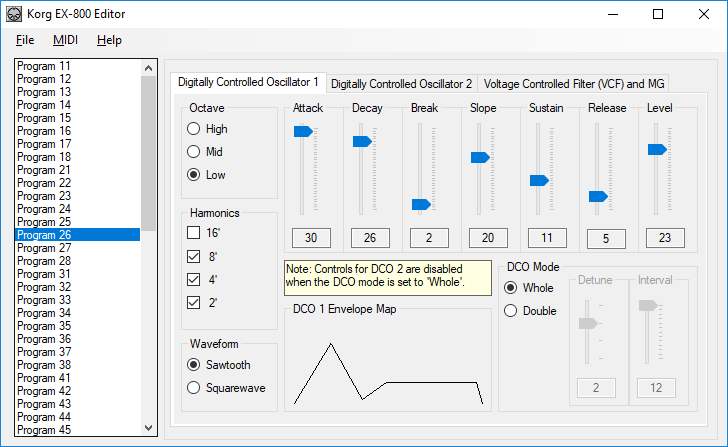 Korg EX-800 Editor
File MIDI Help
Program 11
Program 12
Program 13
Program 14
Program 15
Program 16
Program 17
Program 18
Program 21
Program 22
Program 23
Program 24
Program 25
Program 26
Program 27
Program 28
Program 31
Program 32
Program 33
Program 34
Program 35
Program 36
Program 37
Program 38
Program 41
Program 42
Program 43
Program 44
Program 45
Digitally Controlled Oscillator 1 Digitally Controlled Oscillator 2 Voltage Controlled Filter (VCF) and MG
Octave
High
Mid
Low
Harmonics
16'
8'
4'
2'
Waveform
Sawtooth
Squarewave
Attack Decay Break Slope Sustain Release Level
30 26 2 20 11 5 23
Note: Controls for DCO 2 are disabled
when the DCO mode is set to 'Whole'.
DCO 1 Envelope Map
DCO Mode
Whole
Double
Detune Interval
2 12